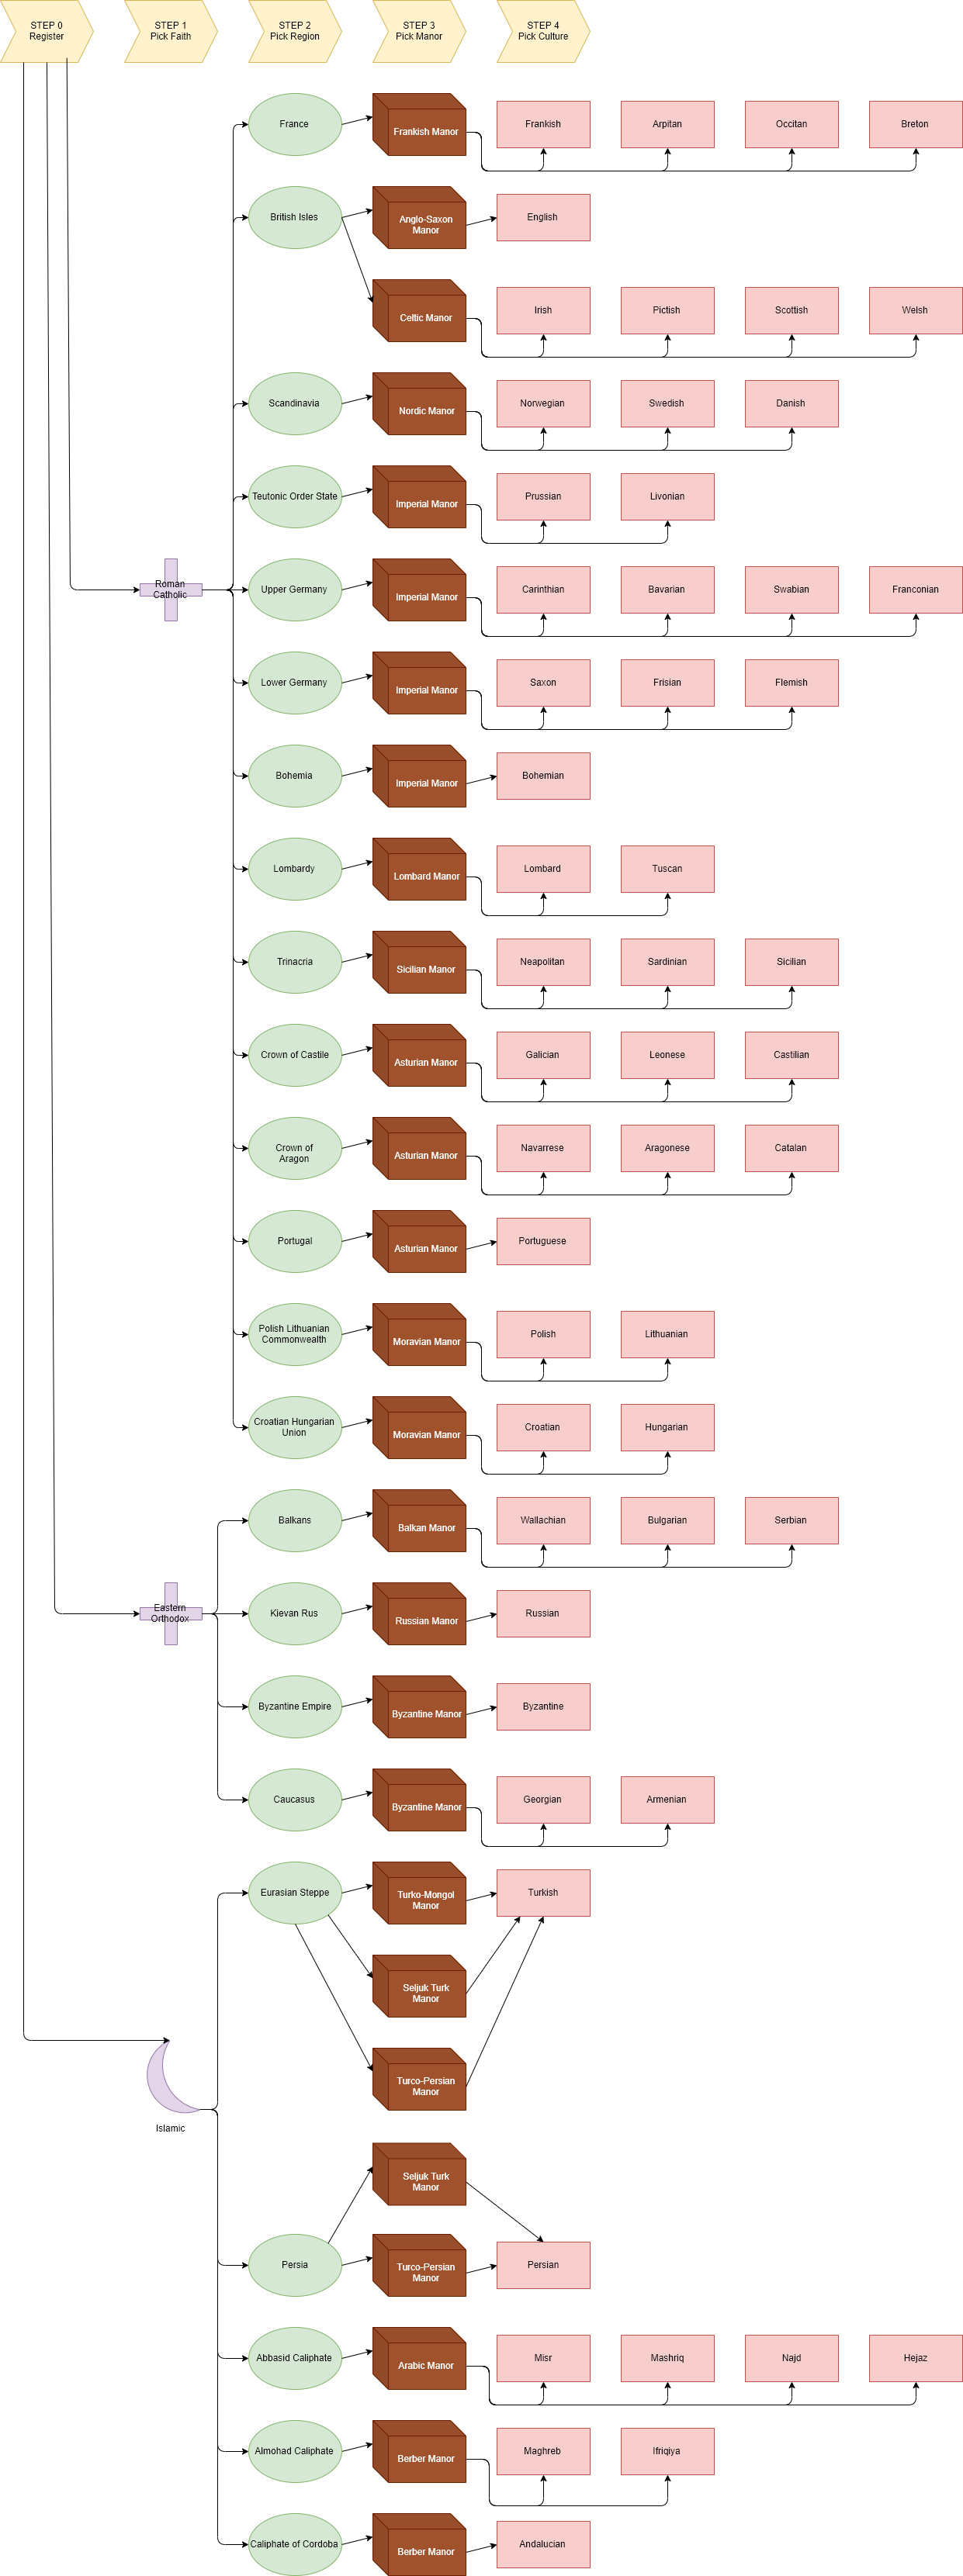 STEP 0
Register
STEP 1
Pick Faith
STEP 2
Pick Region
STEP 3
Pick Manor
STEP 4
Pick Culture
France
Frankish Manor
Frankish
Arpitan
Occitan
Breton
British Isles
Anglo-Saxon
Manor
English
Celtic Manor
Irish
Pictish
Scottish
Welsh
Scandinavia
Nordic Manor
Norwegian
Swedish
Danish
Teutonic Order State
Imperial Manor
Prussian
Livonian
Roman
Catholic
Upper Germany
Imperial Manor
Carinthian
Bavarian
Swabian
Franconian
Lower Germany
Imperial Manor
Saxon
Frisian
Flemish
Bohemia
Imperial Manor
Bohemian
Lombardy
Lombard Manor
Lombard
Tuscan
Trinacria
Sicilian Manor
Neapolitan
Sardinian
Sicilian
Crown of Castile
Asturian Manor
Galician
Leonese
Castilian
Crown of
Aragon
Asturian Manor
Navarrese
Aragonese
Catalan
Portugal
Asturian Manor
Portuguese
Polish Lithuanian
Commonwealth
Moravian Manor
Polish
Lithuanian
Croatian Hungarian
Union
Moravian Manor
Croatian
Hungarian
Balkans
Balkan Manor
Wallachian
Bulgarian
Serbian
Eastern
Orthodox
Kievan Rus
Russian Manor
Russian
Byzantine Empire
Byzantine Manor
Byzantine
Caucasus
Byzantine Manor
Georgian
Armenian
Eurasian Steppe
Turko-Mongol
Manor
Turkish
Seljuk Turk
Manor
Turco-Persian
Manor
Islamic
Seljuk Turk
Manor
Persia
Turco-Persian
Manor
Persian
Abbasid Caliphate
Arabic Manor
Misr
Mashriq
Najd
Hejaz
Almohad Caliphate
Berber Manor
Maghreb
Ifriqiya
Caliphate of Cordoba
Berber Manor
Andalucian